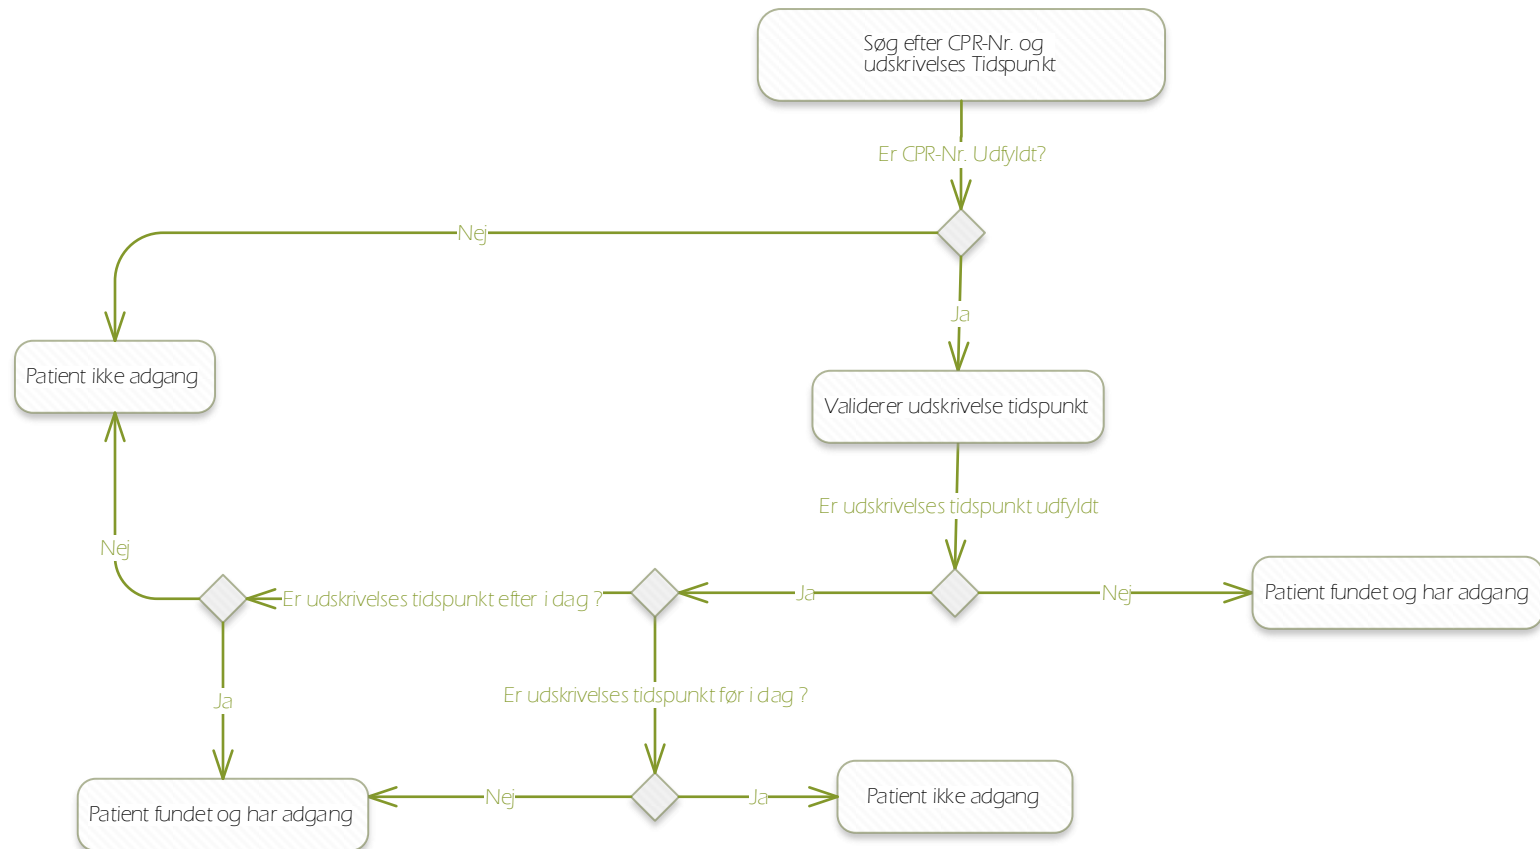 Søg efter CPR-Nr. og
udskrivelses Tidspunkt
Er CPR-Nr. Udfyldt?
Nej
Ja
Patient ikke adgang
Validerer udskrivelse tidspunkt
Er udskrivelses tidspunkt udfyldt
Nej
Er udskrivelses tidspunkt efter i dag ?
Ja
Nej
Patient fundet og har adgang
Ja
Er udskrivelses tidspunkt før i dag ?
Patient fundet og har adgang
Nej
Ja
Patient ikke adgang